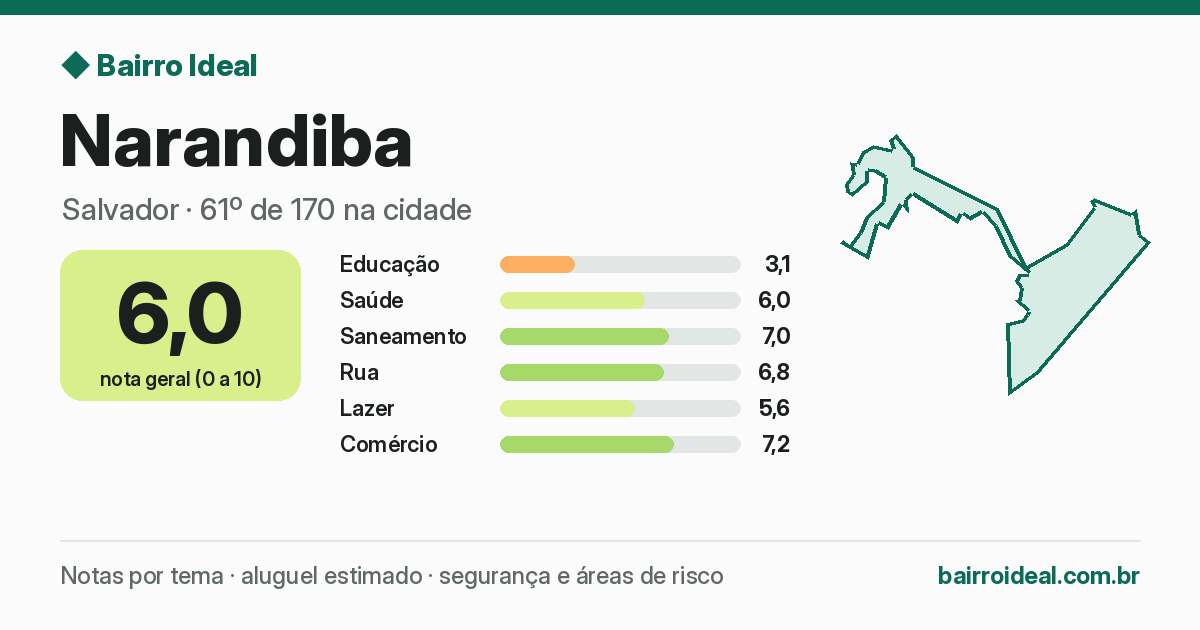 Bairro Ideal
Narandiba
Salvador · 61º de 170 na cidade
6,0
nota geral (0 a 10)
Educação 3,1
Saúde 6,0
Saneamento 7,0
Rua 6,8
Lazer 5,6
Comércio 7,2
Notas por tema · aluguel estimado · segurança e áreas de risco
bairroideal.com.br